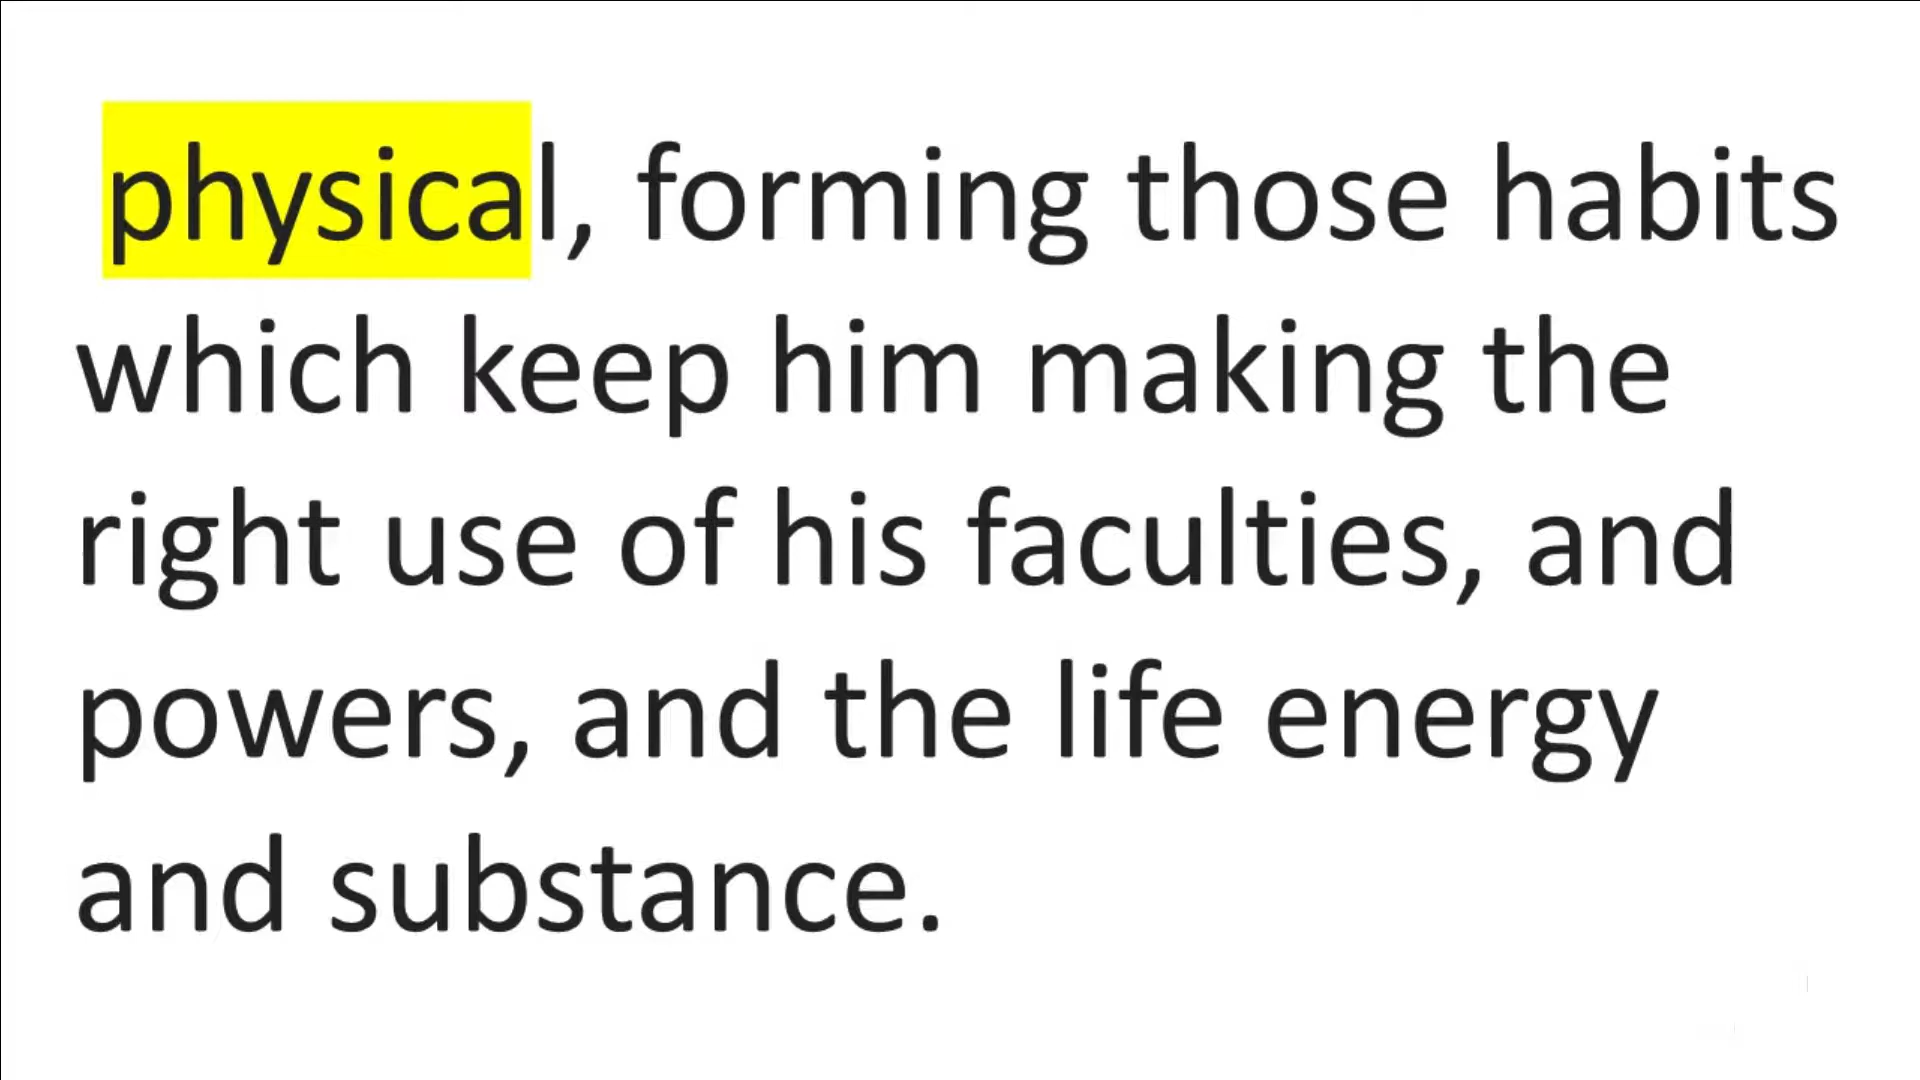 physical, forming those habits
which keep him making the
right use of his faculties, and
powers, and the life energy
and substance.